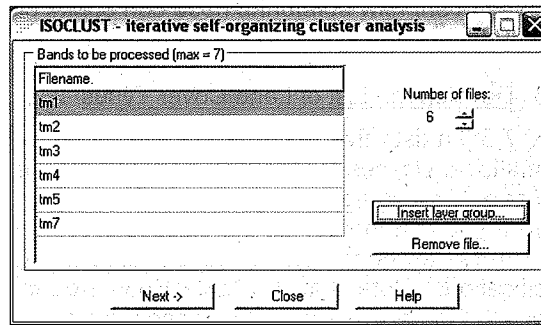 ISOCLUST - iterative self-organizing cluster analysis
Bands to be processed (max = 7)
Filename.
tm1
tm2
tm3
tm4
tm5
tm7
Number of files:
6
Insert layer group...
Remove file...
Next ->
Close
Help